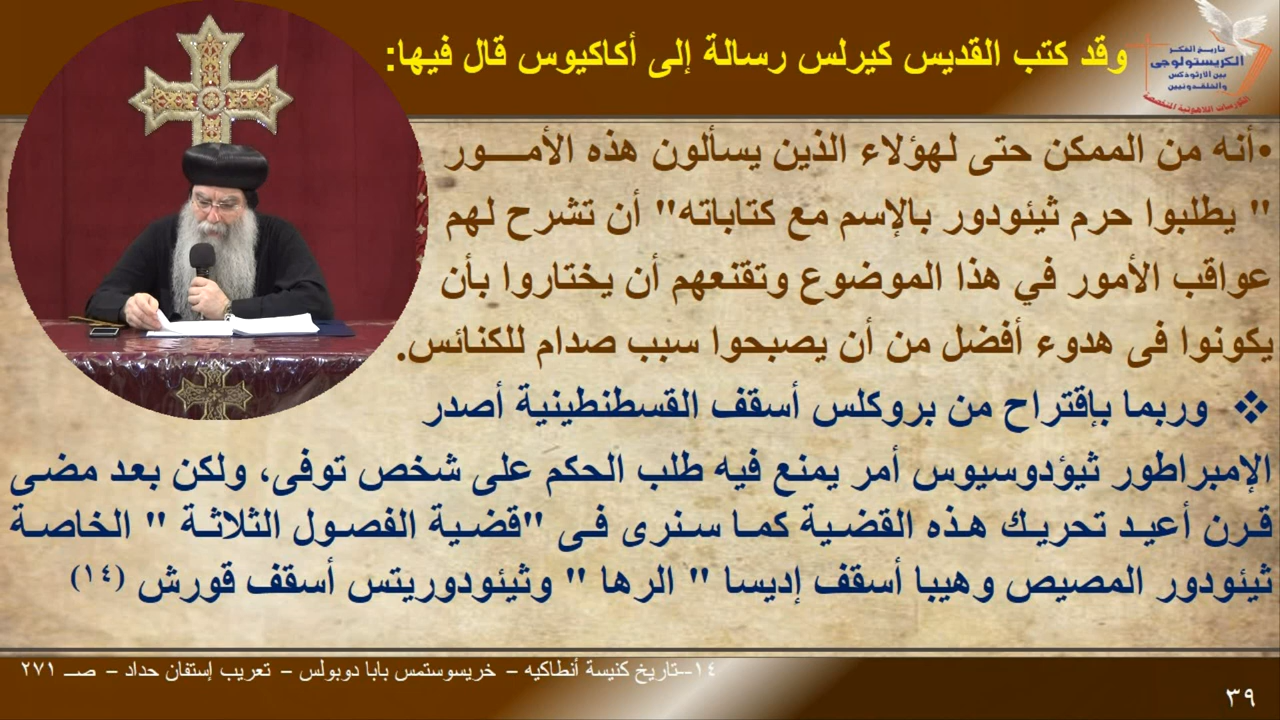 وقد كتب القديس كيرلس رسالة إلى أكاكيوس قال فيها:
تاريخ الفكر
الكريستولوجى
بين الأرثوذكس
والخلقدونيين
الكورسات اللاهوتية المتخصصة
•أنه من الممكن حتى لهؤلاء الذين يسألون هذه الأمـــور
" يطلبوا حرم ثيئودور بالإسم مع كتاباته" أن تشرح لهم
عواقب الأمور في هذا الموضوع وتقنعهم أن يختاروا بأن
يكونوا فى هدوء أفضل من أن يصبحوا سبب صدام للكنائس.
❖ وربما بإقتراح من بروكلس أسقف القسطنطينية أصدر
الإمبراطور ثيؤدوسيوس أمر يمنع فيه طلب الحكم على شخص توفى، ولكن بعد مضى
قرن أعيد تحريك هذه القضية كما سنرى فى "قضية الفصول الثلاثة " الخاصة
ثيئودور المصيص وهيبا أسقف إديسا " الرها " وثيئودوريتس أسقف قورش (١٤)
١٤--تاريخ كنيسة أنطاكيه – خريسوستمس بابا دوبولس – تعريب إستفان حداد – صــ ٢٧١
٣٩